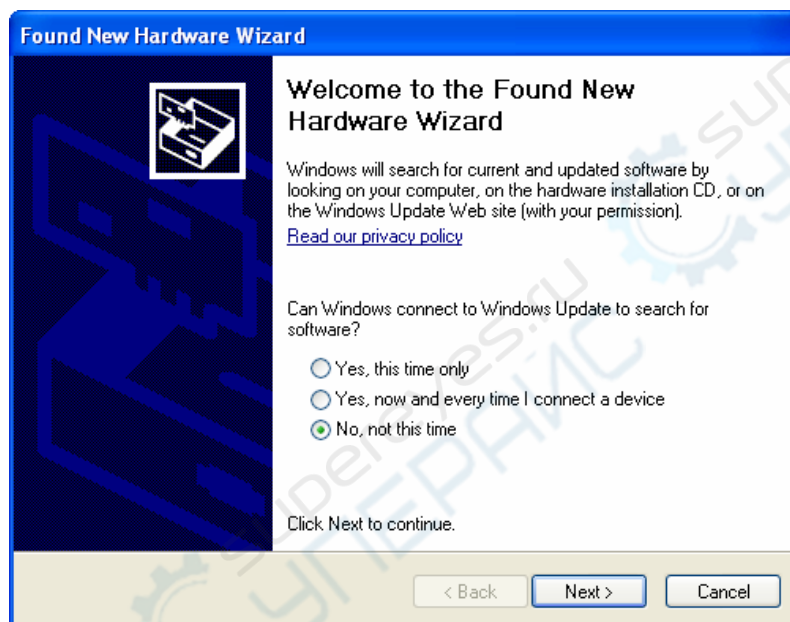 Found New Hardware Wizard
Welcome to the Found New
Hardware Wizard
Windows will search for current and updated software by
looking on your computer, on the hardware installation CD, or on
the Windows Update Web site (with your permission).
Read our privacy policy
Can Windows connect to Windows Update to search for
software?
Yes, this time only
Yes, now and every time I connect a device
No, not this time
Click Next to continue.
< Back
Next >
Cancel
supereyes.ru